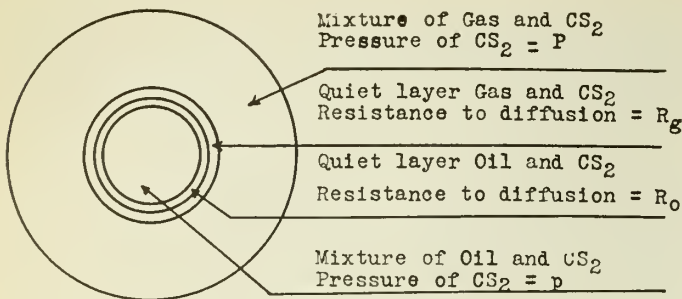 Mixture of Gas and CS2
Pressure of CS2 = P
Quiet layer Gas and CS2
Resistance to diffusion = Rg
Quiet layer Oil and CS2
Resistance to diffusion = Ro
Mixture of Oil and CS2
Pressure of CS2 = p